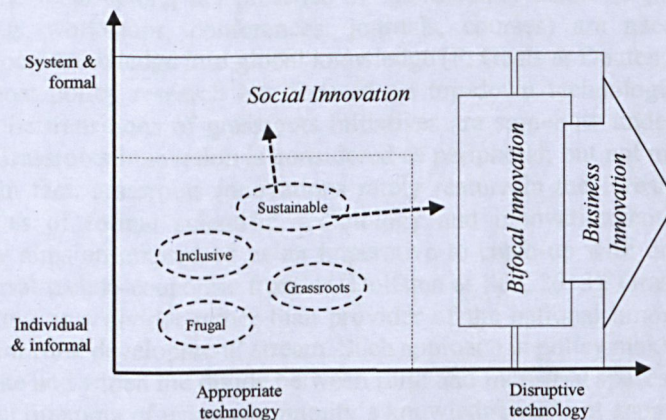 System &
formal
Social Innovation
Sustainable
Inclusive
Grassroots
Frugal
Individual
& informal
Bifocal Innovation
Business
Innovation
Appropriate
technology
Disruptive
technology